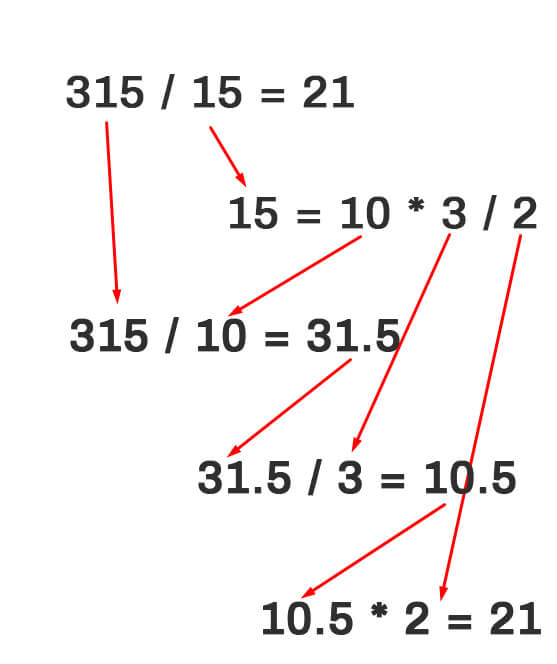 315 / 15 = 21
15 = 10 * 3 / 2
315 / 10 = 31.5
31.5 / 3 = 10.5
10.5 * 2 = 21